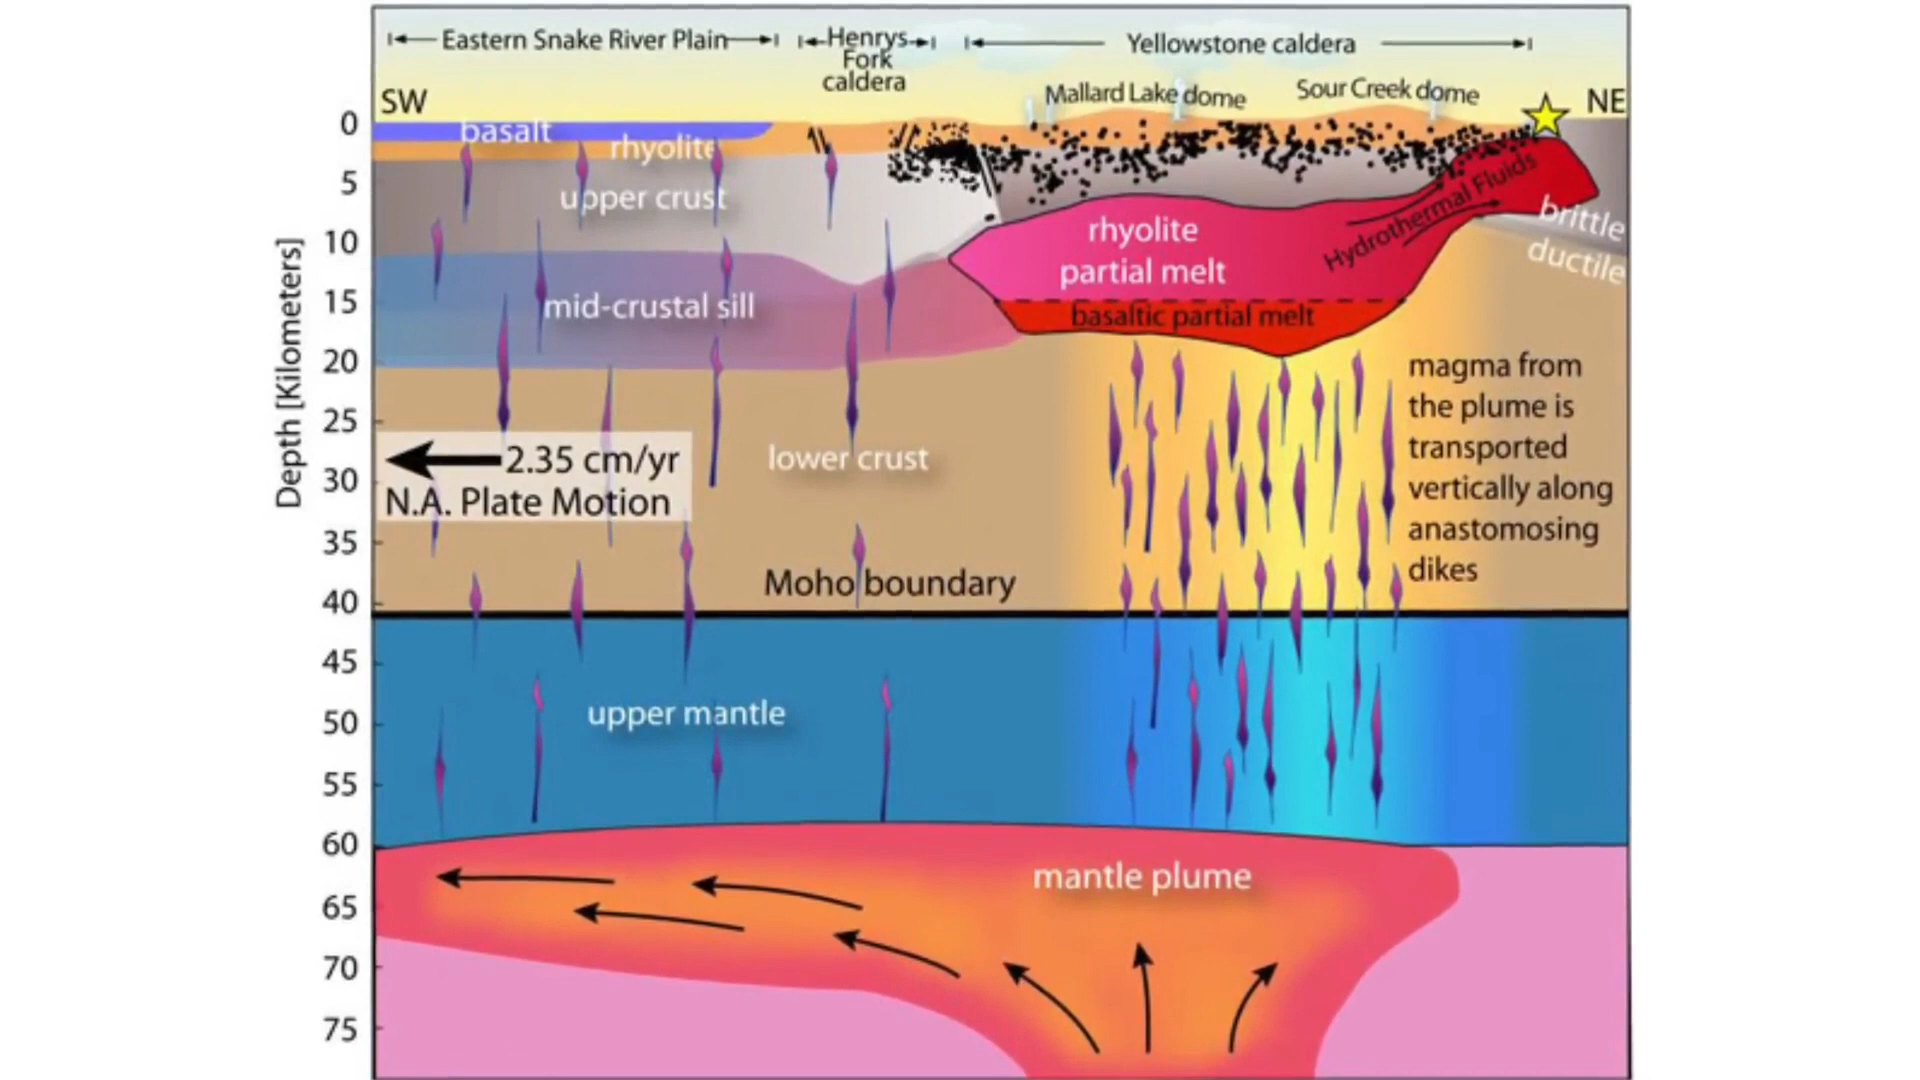 Eastern Snake River Plain
Henrys
Fork
caldera
Yellowstone caldera
SW
Mallard Lake dome
Sour Creek dome
NE
0
basalt
rhyolite
5
upper crust
Hydrothermal Fluids
brittle
ductile
10
rhyolite
partial melt
15
mid-crustal sill
basaltic partial melt
20
magma from
the plume is
transported
vertically along
anastomosing
dikes
25
Depth [Kilometers]
2.35 cm/yr
N.A. Plate Motion
lower crust
30
35
Moho boundary
40
45
50
upper mantle
55
60
mantle plume
65
70
75